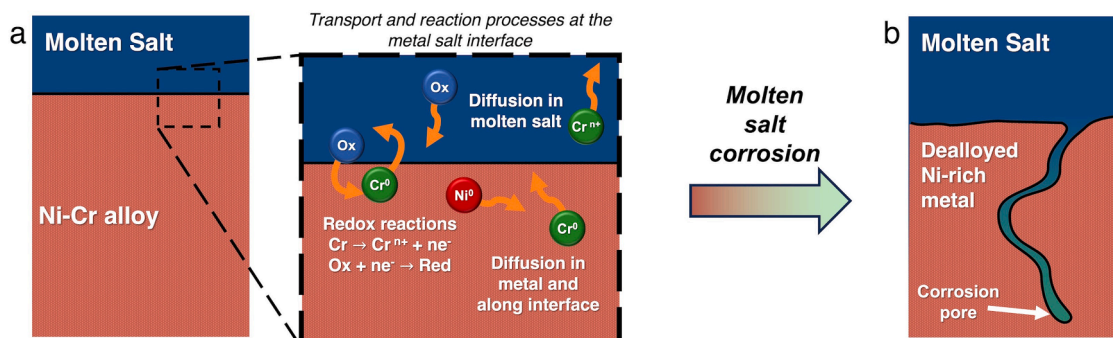 a
Molten Salt
Ni-Cr alloy
Transport and reaction processes at the
metal salt interface
Ox
Diffusion in
molten salt
Crⁿ⁺
Ox
Cr⁰
Ni⁰
Cr⁰
Redox reactions
Cr → Crⁿ⁺ + ne⁻
Ox + ne⁻ → Red
Diffusion in
metal and
along interface
Molten
salt
corrosion
b
Molten Salt
Dealloyed
Ni-rich
metal
Corrosion
pore